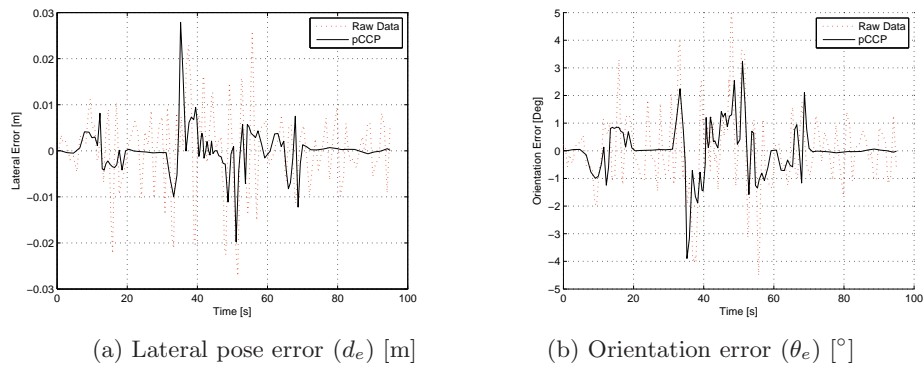 0.03
0.02
0.01
0
−0.01
−0.02
−0.03
Lateral Error [m]
0 20 40 60 80 100
Time [s]
Raw Data
pCCP
(a) Lateral pose error (dₑ) [m]
5
4
3
2
1
0
−1
−2
−3
−4
−5
Orientation Error [Deg]
0 20 40 60 80 100
Time [s]
Raw Data
pCCP
(b) Orientation error (θₑ) [°]